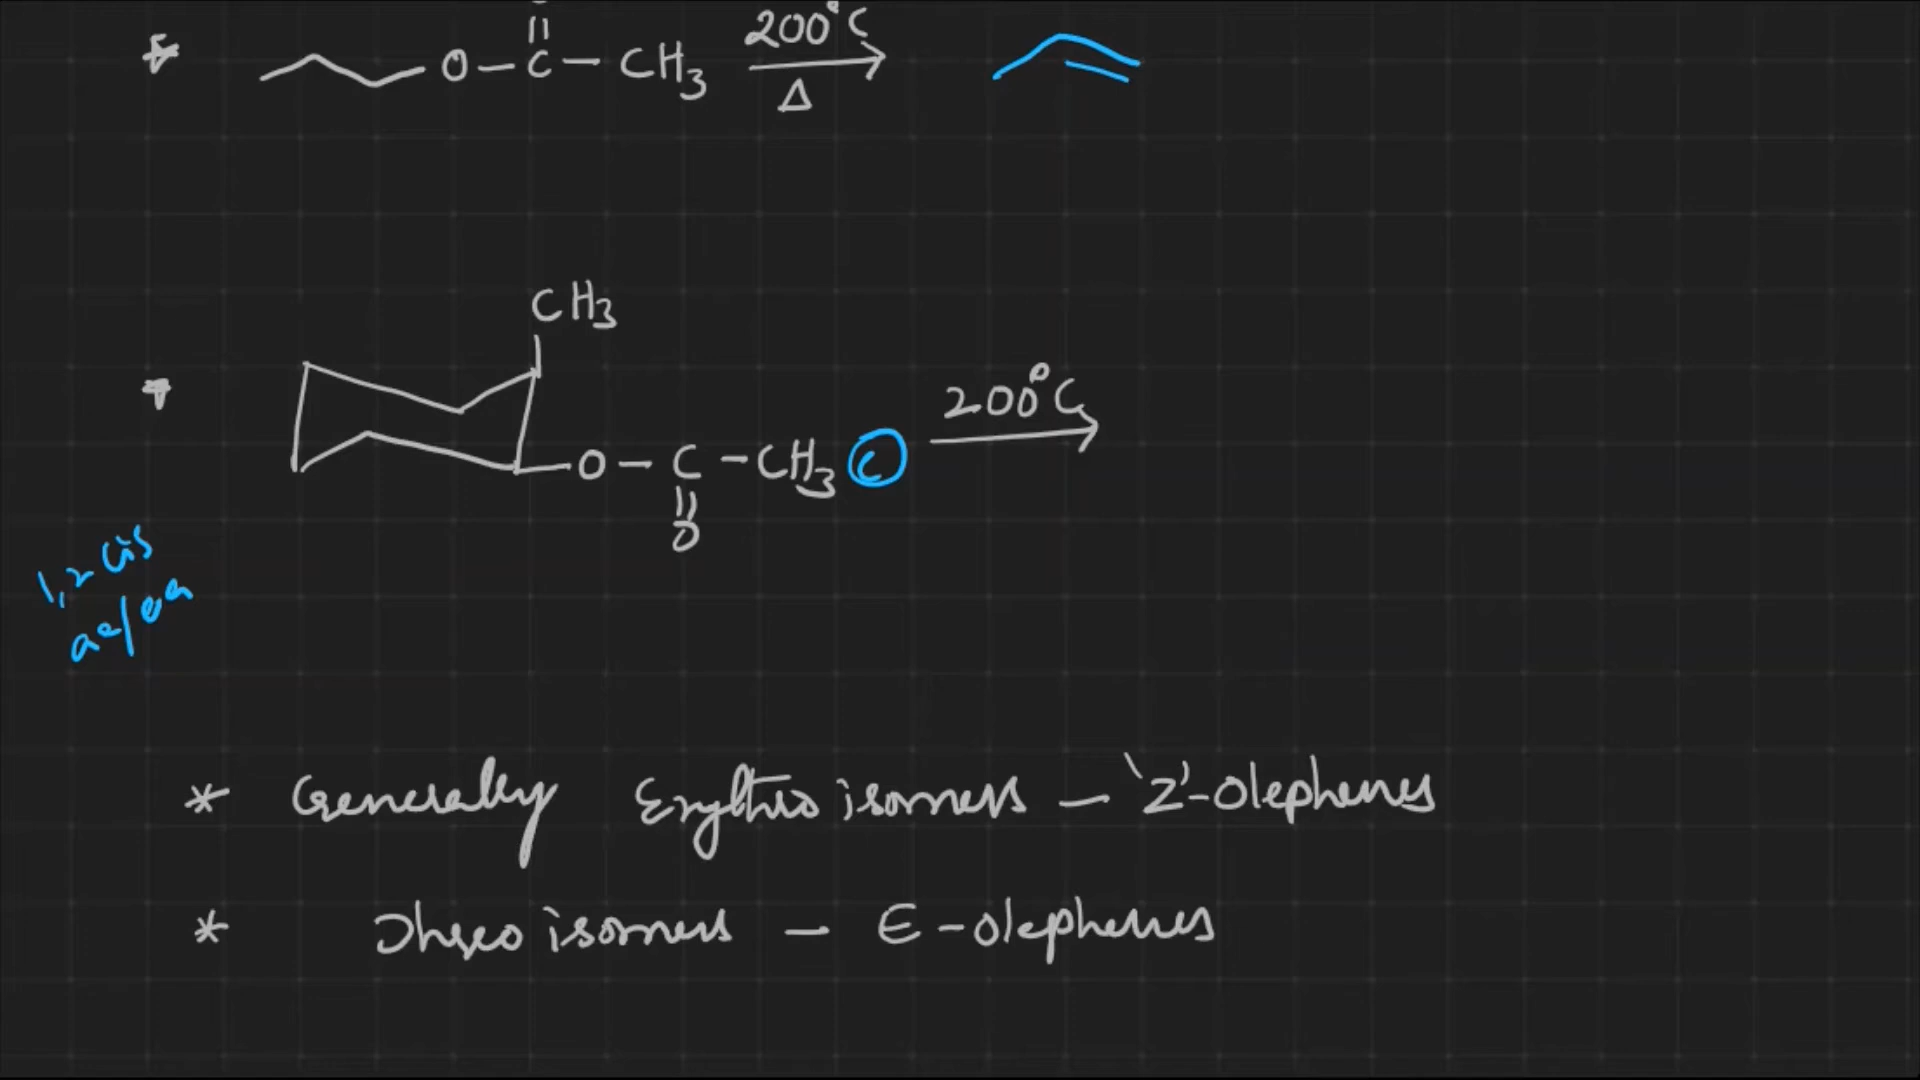 O – C – CH3 200°C
Δ
CH3
200°C
O – C – CH3 e
O
1,2 cis
ae/ea
* Generally Erythro isomers – 'Z'-olephenes
* Threo isomers – E-olephenes